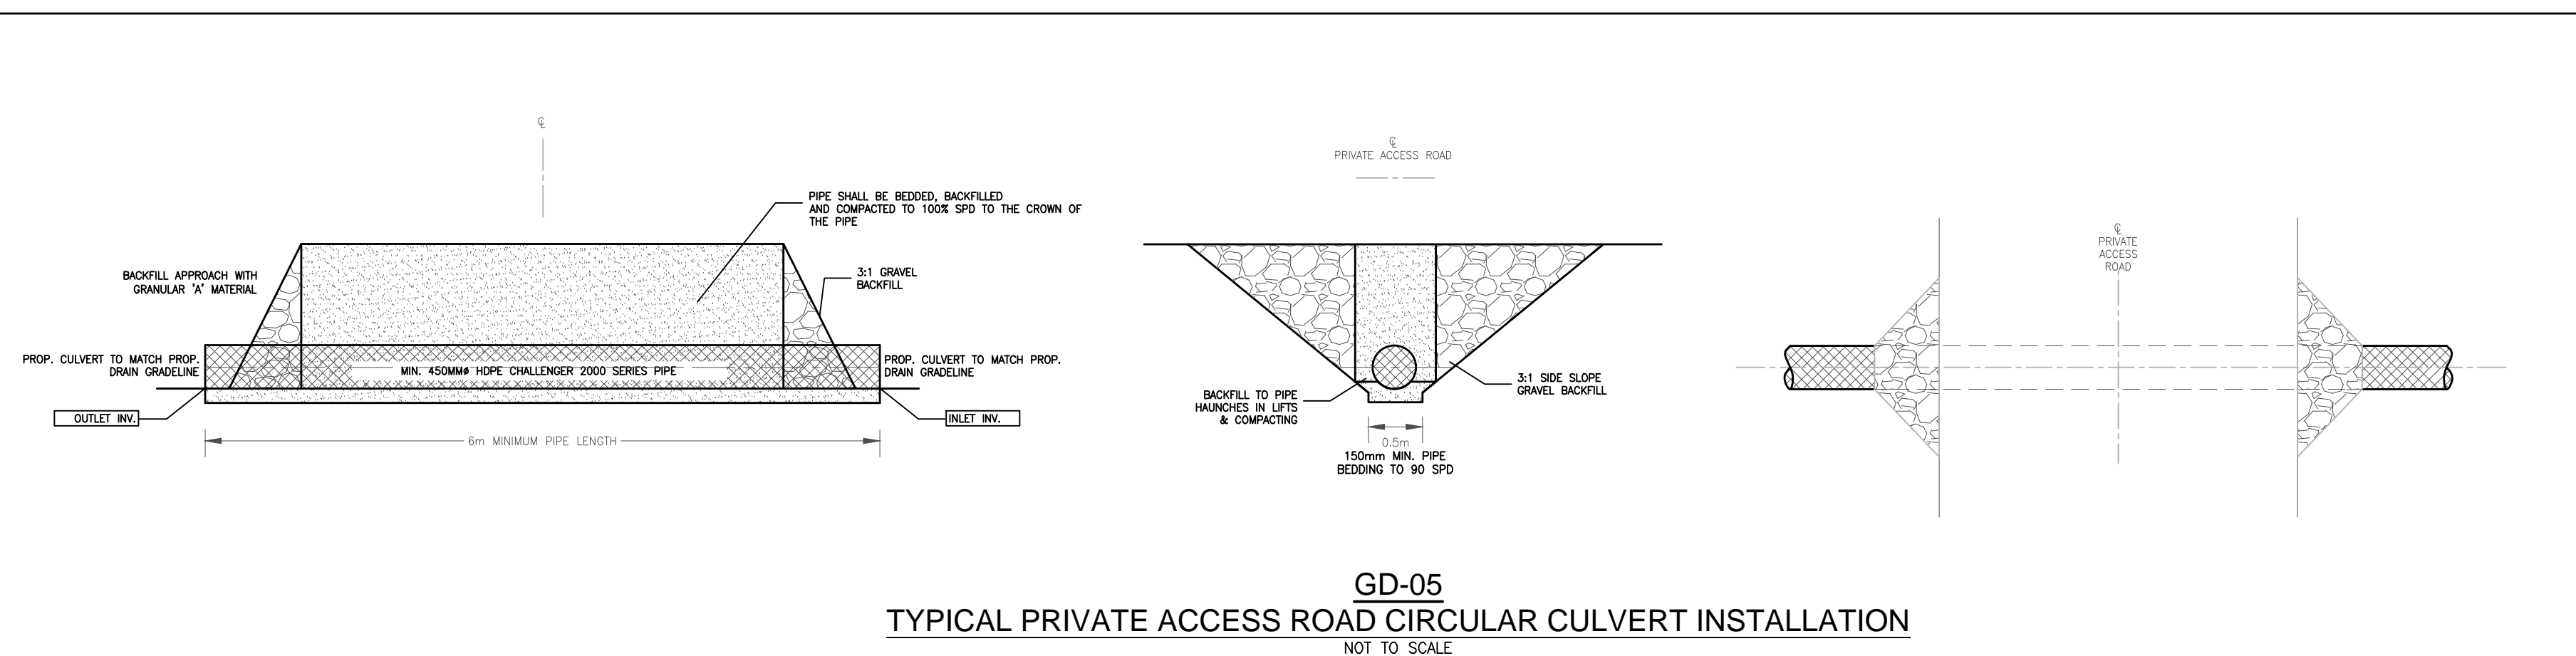 ℄
PIPE SHALL BE BEDDED, BACKFILLED
AND COMPACTED TO 100% SPD TO THE CROWN OF
THE PIPE
BACKFILL APPROACH WITH
GRANULAR 'A' MATERIAL
3:1 GRAVEL
BACKFILL
PROP. CULVERT TO MATCH PROP.
DRAIN GRADELINE
MIN. 450MMø HDPE CHALLENGER 2000 SERIES PIPE
PROP. CULVERT TO MATCH PROP.
DRAIN GRADELINE
OUTLET INV.
INLET INV.
6m MINIMUM PIPE LENGTH
℄
PRIVATE ACCESS ROAD
BACKFILL TO PIPE
HAUNCHES IN LIFTS
& COMPACTING
3:1 SIDE SLOPE
GRAVEL BACKFILL
0.5m
150mm MIN. PIPE
BEDDING TO 90 SPD
℄
PRIVATE
ACCESS
ROAD
GD-05
TYPICAL PRIVATE ACCESS ROAD CIRCULAR CULVERT INSTALLATION
NOT TO SCALE